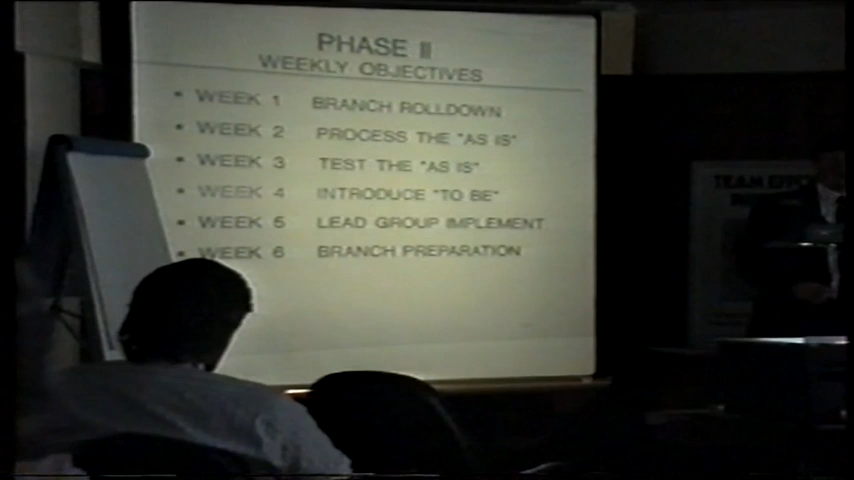 PHASE II
WEEKLY OBJECTIVES
• WEEK 1 BRANCH ROLLDOWN
• WEEK 2 PROCESS THE "AS IS"
• WEEK 3 TEST THE "AS IS"
• WEEK 4 INTRODUCE "TO BE"
• WEEK 5 LEAD GROUP IMPLEMENT
• WEEK 6 BRANCH PREPARATION
TEAM